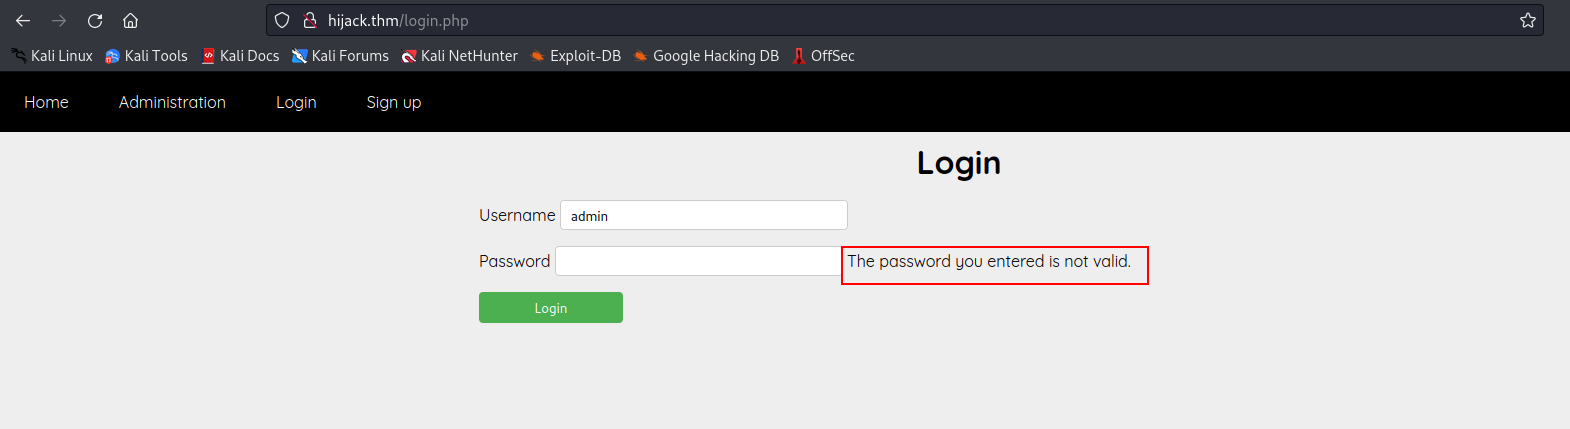 hijack.thm/login.php
Kali Linux Kali Tools Kali Docs Kali Forums Kali NetHunter Exploit-DB Google Hacking DB OffSec
Home Administration Login Sign up
Login
Username admin
Password The password you entered is not valid.
Login